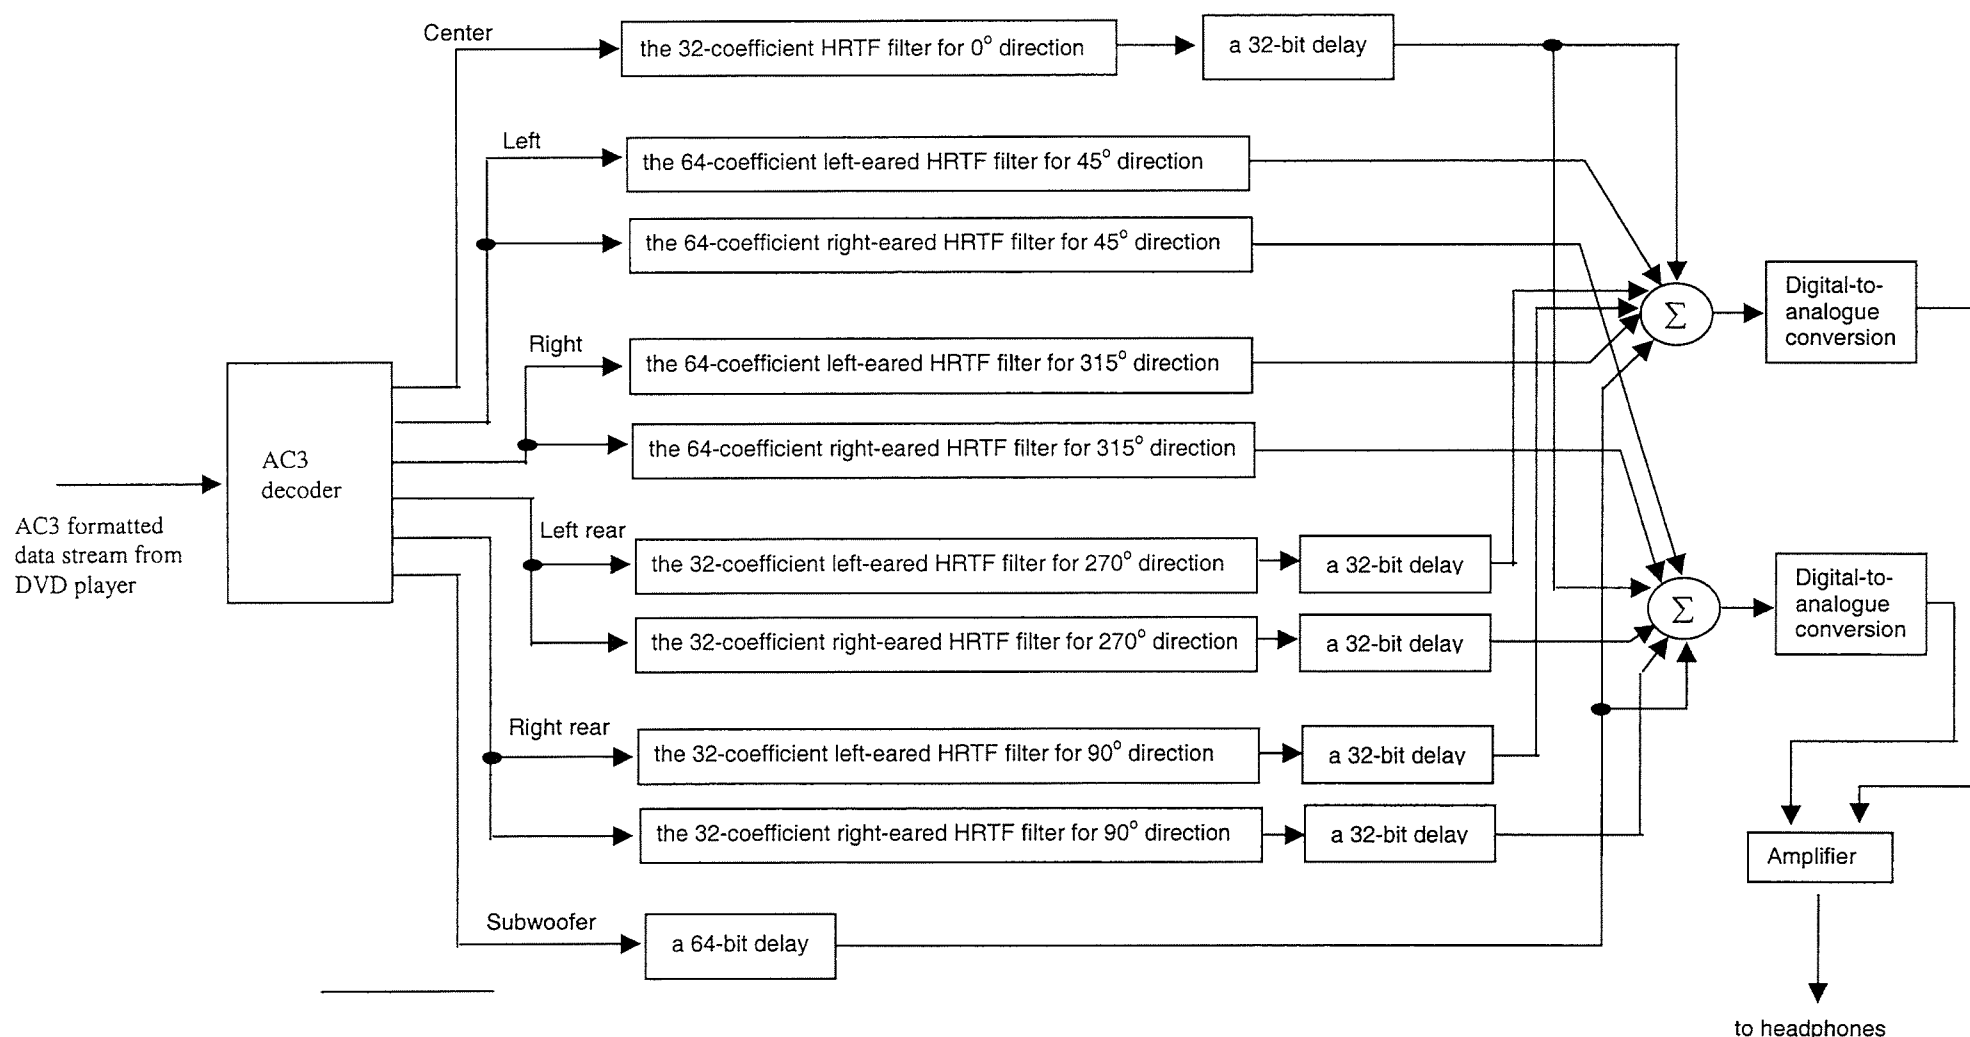 Center
the 32-coefficient HRTF filter for 0° direction
a 32-bit delay
Left
the 64-coefficient left-eared HRTF filter for 45° direction
the 64-coefficient right-eared HRTF filter for 45° direction
Right
the 64-coefficient left-eared HRTF filter for 315° direction
the 64-coefficient right-eared HRTF filter for 315° direction
Σ
Digital-to-
analogue
conversion
AC3
decoder
AC3 formatted
data stream from
DVD player
Left rear
the 32-coefficient left-eared HRTF filter for 270° direction
a 32-bit delay
the 32-coefficient right-eared HRTF filter for 270° direction
a 32-bit delay
Σ
Digital-to-
analogue
conversion
Right rear
the 32-coefficient left-eared HRTF filter for 90° direction
a 32-bit delay
the 32-coefficient right-eared HRTF filter for 90° direction
a 32-bit delay
Amplifier
Subwoofer
a 64-bit delay
to headphones